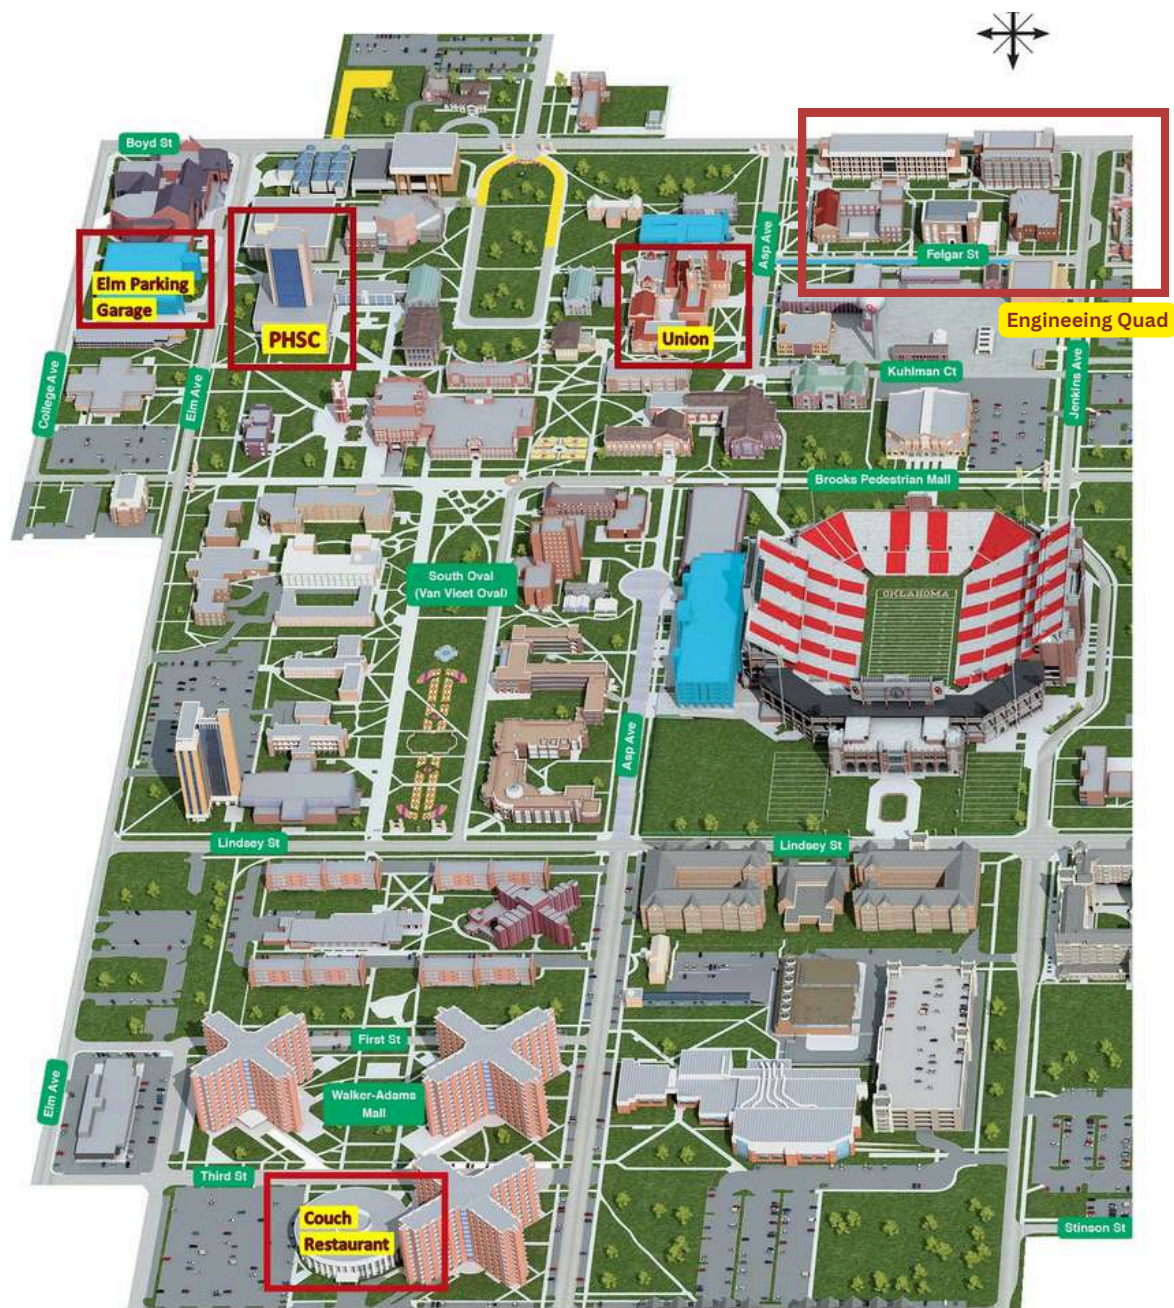 Boyd St
Elm Parking
Garage
PHSC
Asp Ave
Union
Felgar St
Engineeing Quad
College Ave
Elm Ave
Kuhlman Ct
Jenkins Ave
Brooks Pedestrian Mall
South Oval
(Van Vleet Oval)
OKLAHOMA
Asp Ave
Lindsey St
Lindsey St
First St
Elm Ave
Walker-Adams
Mall
Third St
Couch
Restaurant
Stinson St